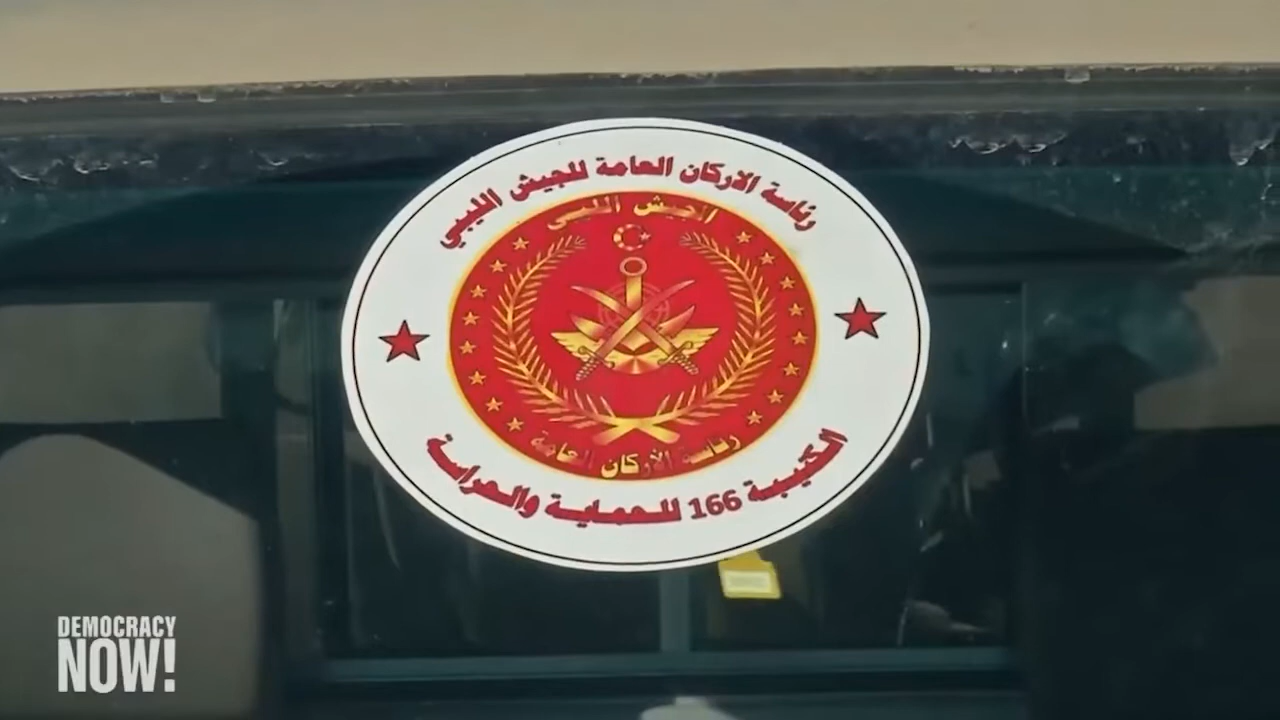 رئاسة الاركان العامة للجيش الليبي
الجيش الليبي
رئاسة الأركان العامة
الكتيبة 166 للحماية والحراسة
DEMOCRACY
NOW!